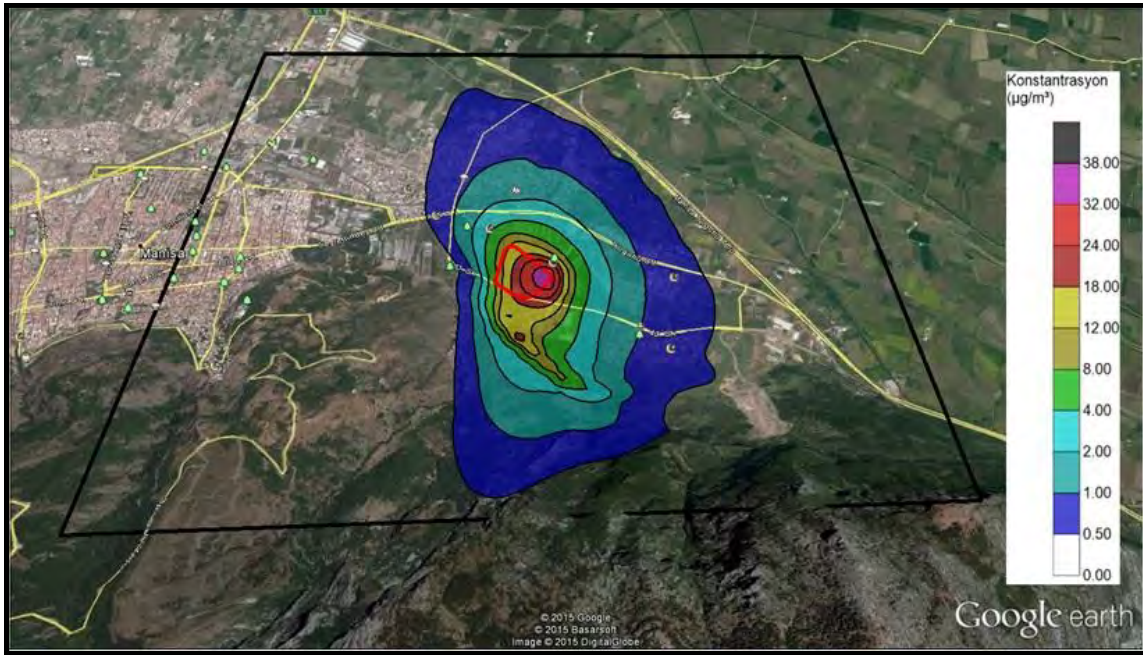 Konstantrasyon
(µg/m³)
38.00
32.00
24.00
18.00
12.00
8.00
4.00
2.00
1.00
0.50
0.00
Manisa
© 2015 Google
© 2015 Basarsoft
Image © 2015 DigitalGlobe
Google earth